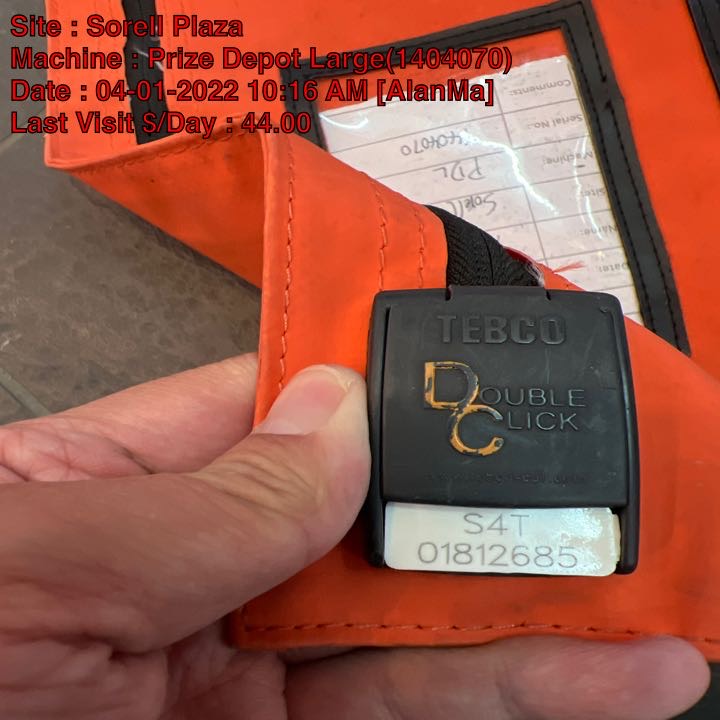 Site : Sorell Plaza
Machine : Prize Depot Large(1404070)
Date : 04-01-2022 10:16 AM [AlanMa]
Last Visit $/Day : 44.00
Comments:
Serial No.:
1404070
Machine:
PDL
Site:
Sorell
Name:
Date:
TEBCO
DOUBLE
CLICK
S4T
01812685